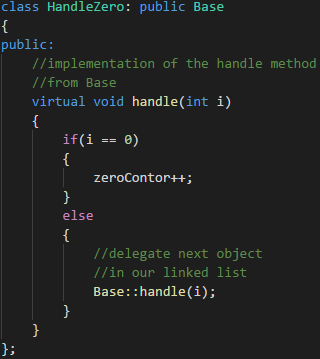 class HandleZero: public Base
{
public:
    //implementation of the handle method
    //from Base
    virtual void handle(int i)
    {
        if(i == 0)
        {
            zeroContor++;
        }
        else
        {
            //delegate next object
            //in our linked list
            Base::handle(i);
        }
    }
};